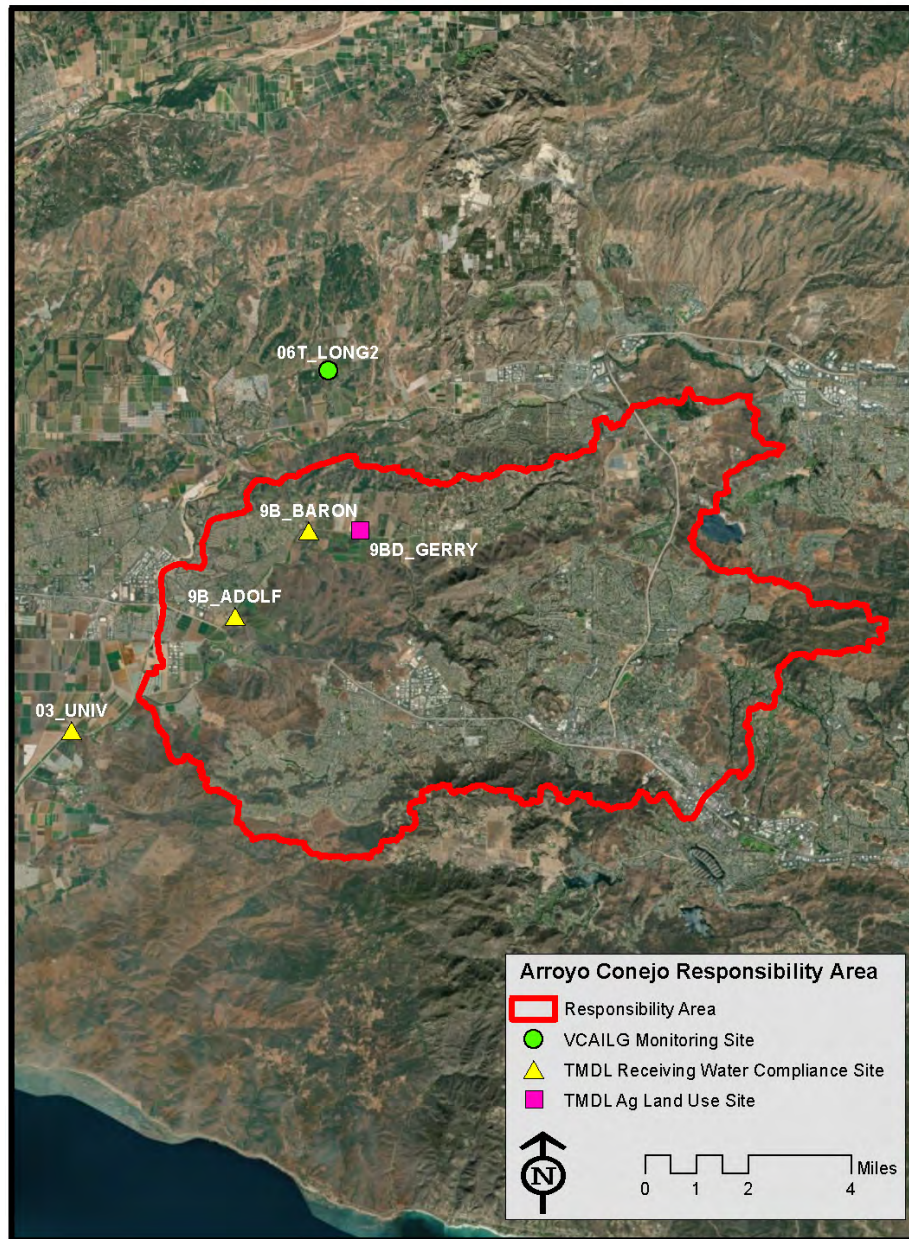 06T_LONG2
9B_BARON
9BD_GERRY
9B_ADOLF
03_UNIV
Arroyo Conejo Responsibility Area
Responsibility Area
VCAILG Monitoring Site
TMDL Receiving Water Compliance Site
TMDL Ag Land Use Site
N
Miles
0 1 2 4